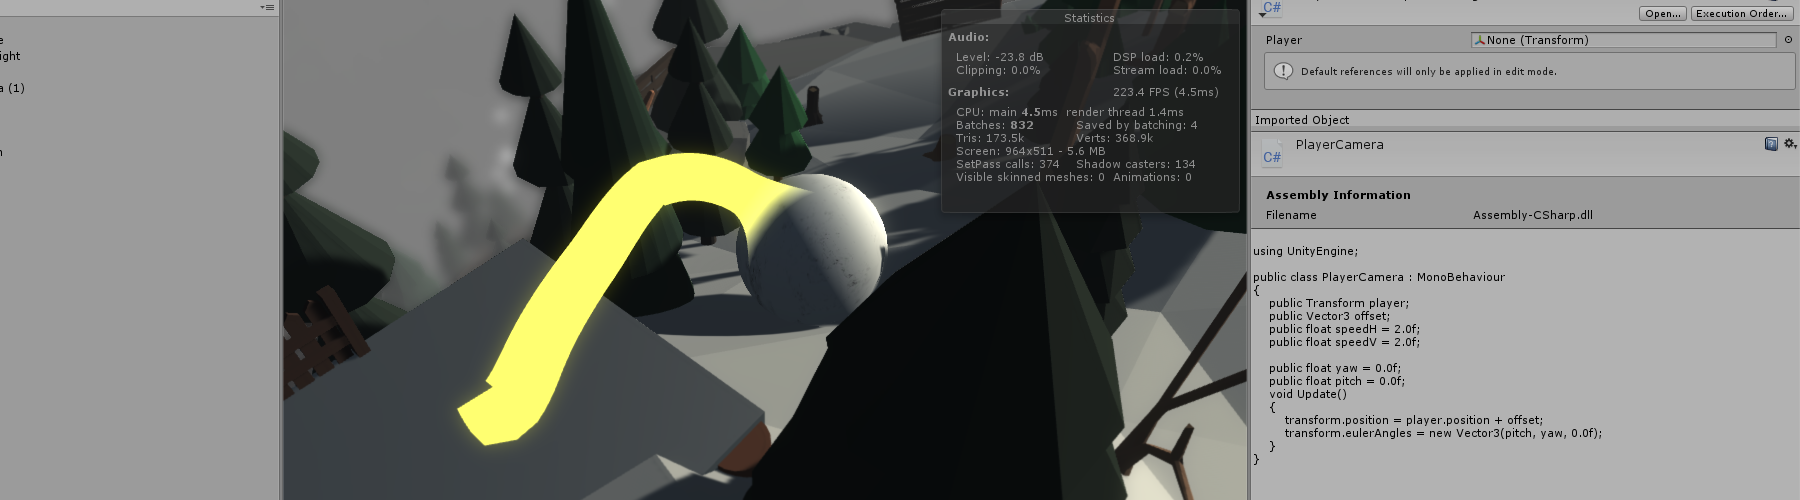 e
ight
a (1)
n
Statistics
Audio:
Level: -23.8 dB DSP load: 0.2%
Clipping: 0.0% Stream load: 0.0%
Graphics: 223.4 FPS (4.5ms)
CPU: main 4.5ms render thread 1.4ms
Batches: 832 Saved by batching: 4
Tris: 173.5k Verts: 368.9k
Screen: 964x511 - 5.6 MB
SetPass calls: 374 Shadow casters: 134
Visible skinned meshes: 0 Animations: 0
C#
Open... Execution Order...
Player None (Transform)
Default references will only be applied in edit mode.
Imported Object
C# PlayerCamera
Assembly Information
Filename Assembly-CSharp.dll
using UnityEngine;
public class PlayerCamera : MonoBehaviour
{
public Transform player;
public Vector3 offset;
public float speedH = 2.0f;
public float speedV = 2.0f;
public float yaw = 0.0f;
public float pitch = 0.0f;
void Update()
{
transform.position = player.position + offset;
transform.eulerAngles = new Vector3(pitch, yaw, 0.0f);
}
}